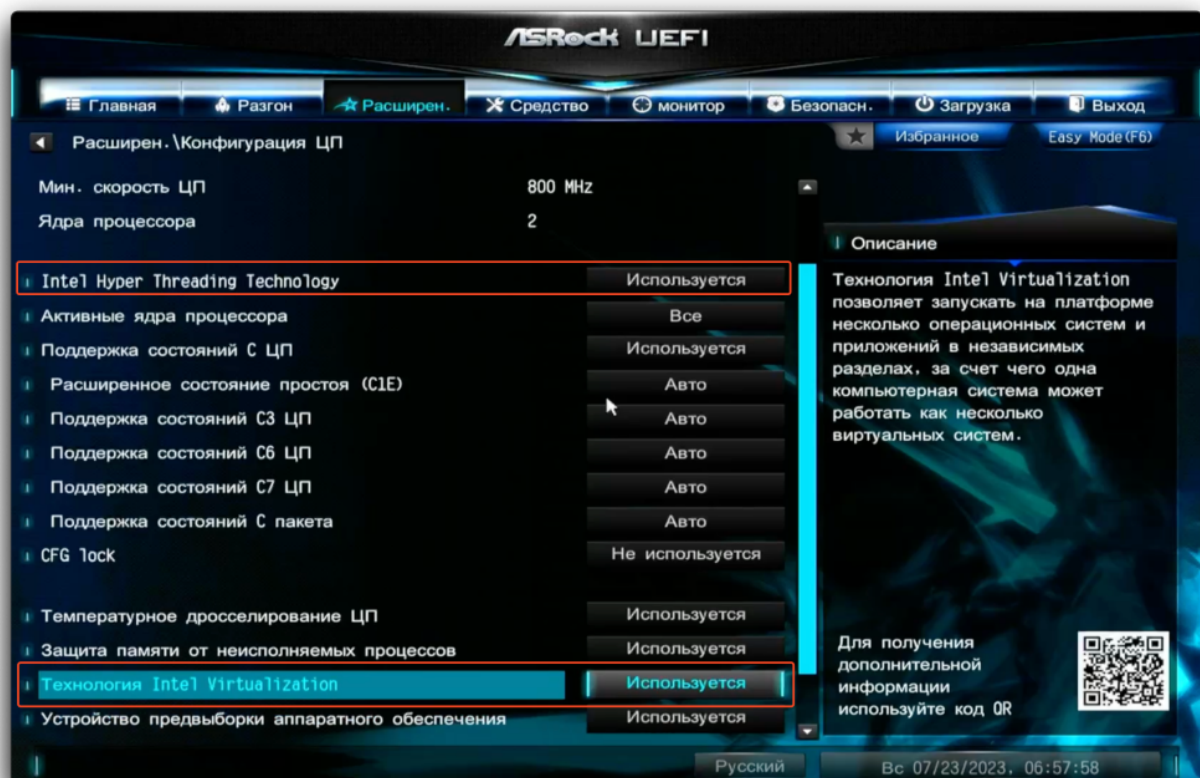 ASRock UEFI
Главная Разгон Расширен. Средство монитор Безопасн. Загрузка Выход
Расширен.\Конфигурация ЦП
Избранное
Easy Mode(F6)
Мин. скорость ЦП 800 MHz
Ядра процессора 2
Intel Hyper Threading Technology Используется
Активные ядра процессора Все
Поддержка состояний C ЦП Используется
Расширенное состояние простоя (C1E) Авто
Поддержка состояний C3 ЦП Авто
Поддержка состояний C6 ЦП Авто
Поддержка состояний C7 ЦП Авто
Поддержка состояний C пакета Авто
CFG lock Не используется
Температурное дросселирование ЦП Используется
Защита памяти от неисполняемых процессов Используется
Технология Intel Virtualization Используется
Устройство предвыборки аппаратного обеспечения Используется
Описание
Технология Intel Virtualization
позволяет запускать на платформе
несколько операционных систем и
приложений в независимых
разделах, за счет чего одна
компьютерная система может
работать как несколько
виртуальных систем.
Для получения
дополнительной
информации
используйте код QR
Русский
Вс 07/23/2023, 06:57:58